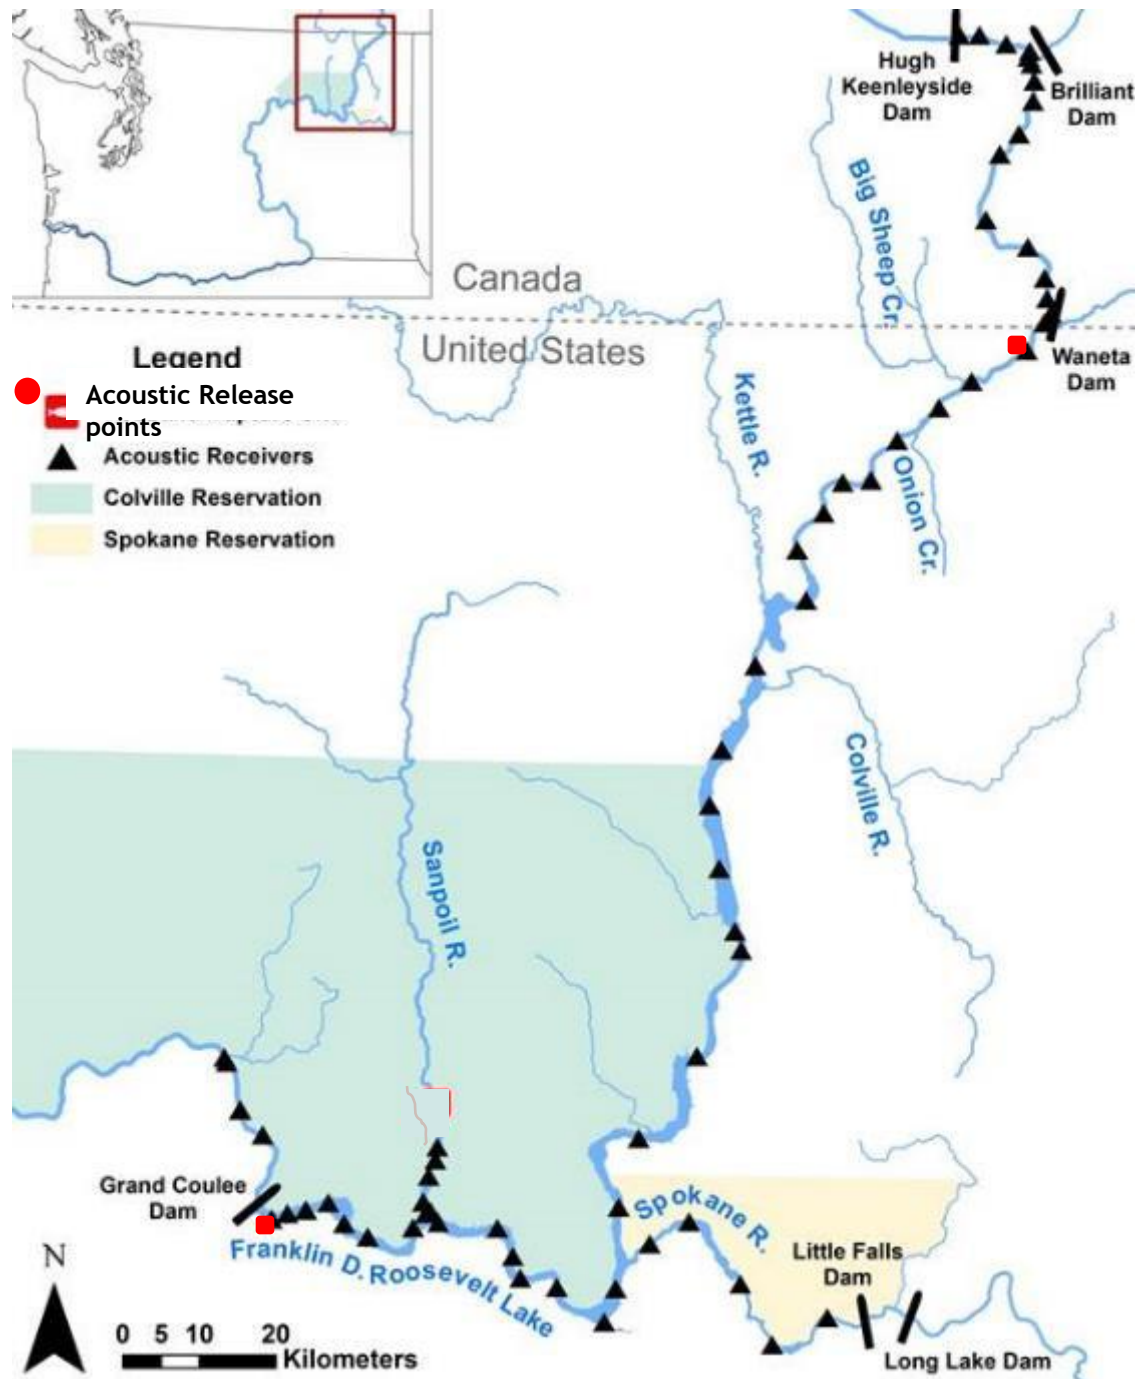 Hugh
Keenleyside
Dam
Brilliant
Dam
Big Sheep Cr.
Canada
United States
Waneta
Dam
Legend
Acoustic Release
points
Acoustic Receivers
Colville Reservation
Spokane Reservation
Kettle R.
Onion Cr.
Colville R.
Sanpoil R.
Grand Coulee
Dam
Spokane R.
Little Falls
Dam
Franklin D. Roosevelt Lake
N
0 5 10 20
Kilometers
Long Lake Dam